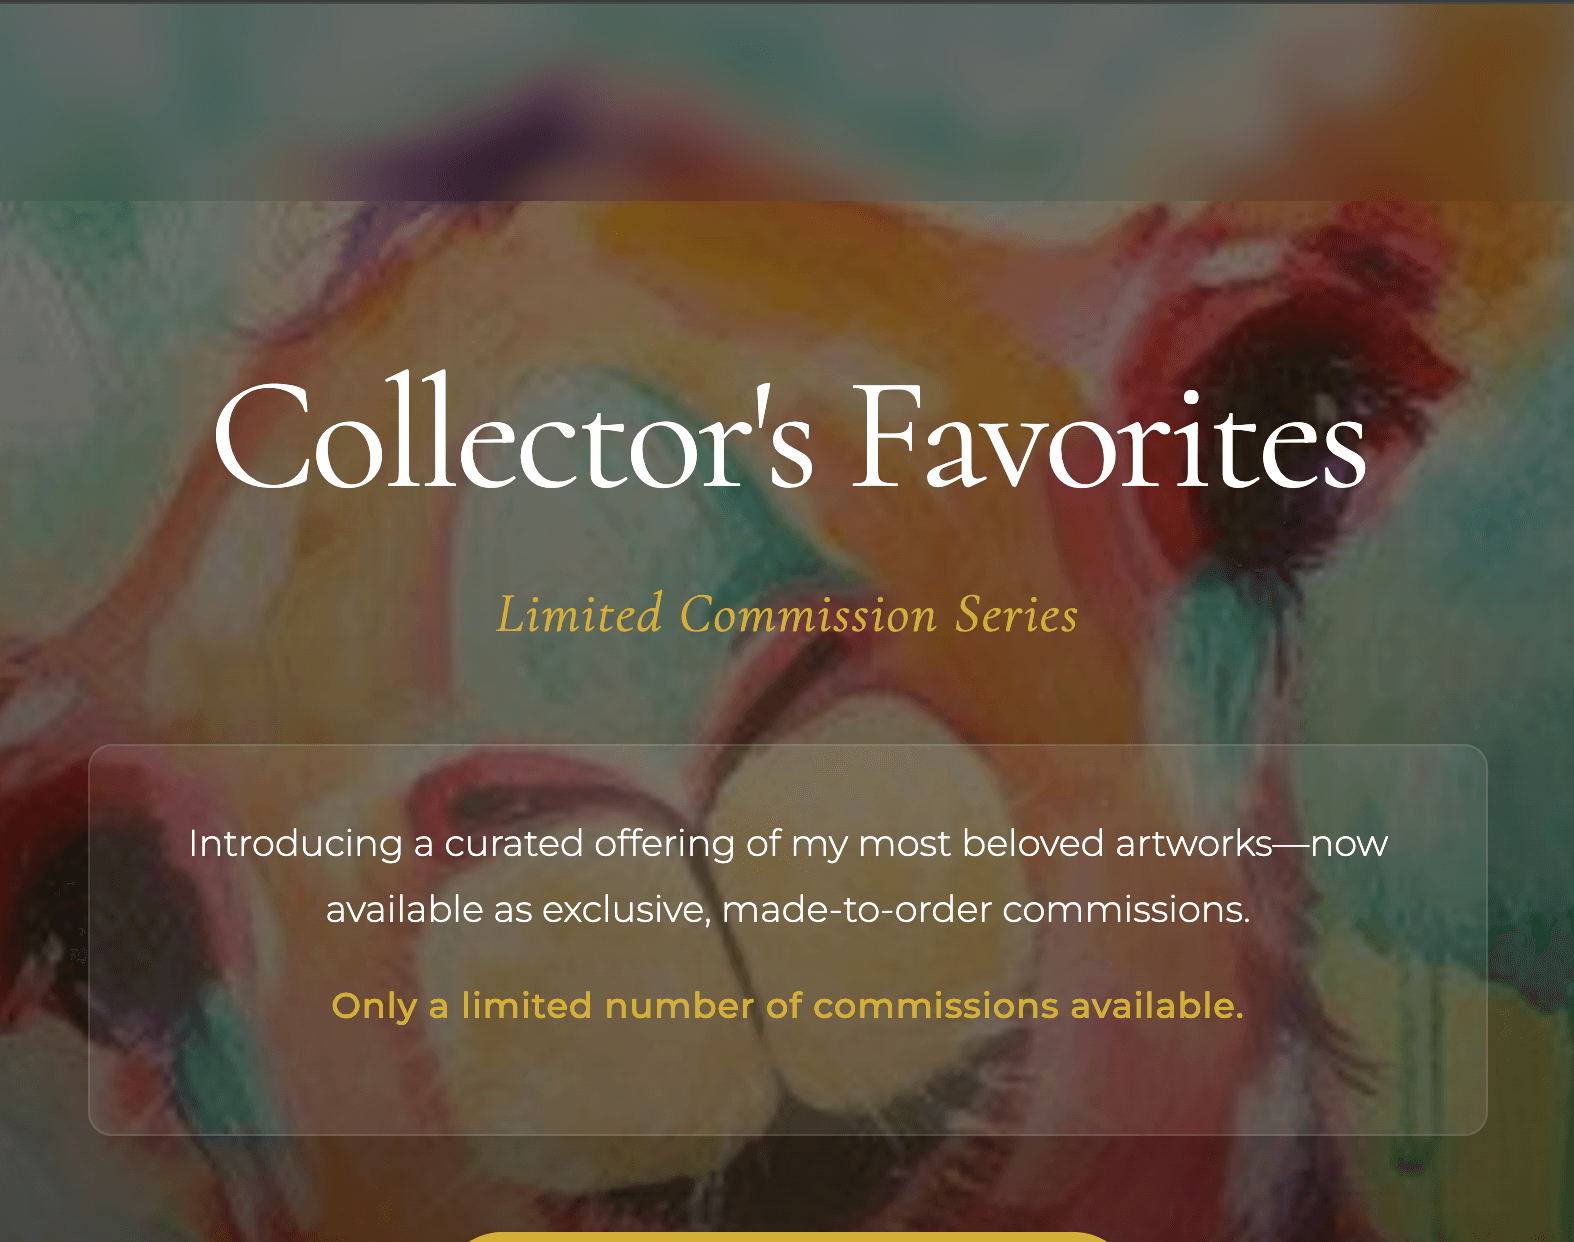 Collector's Favorites
Limited Commission Series
Introducing a curated offering of my most beloved artworks—now
available as exclusive, made-to-order commissions.
Only a limited number of commissions available.